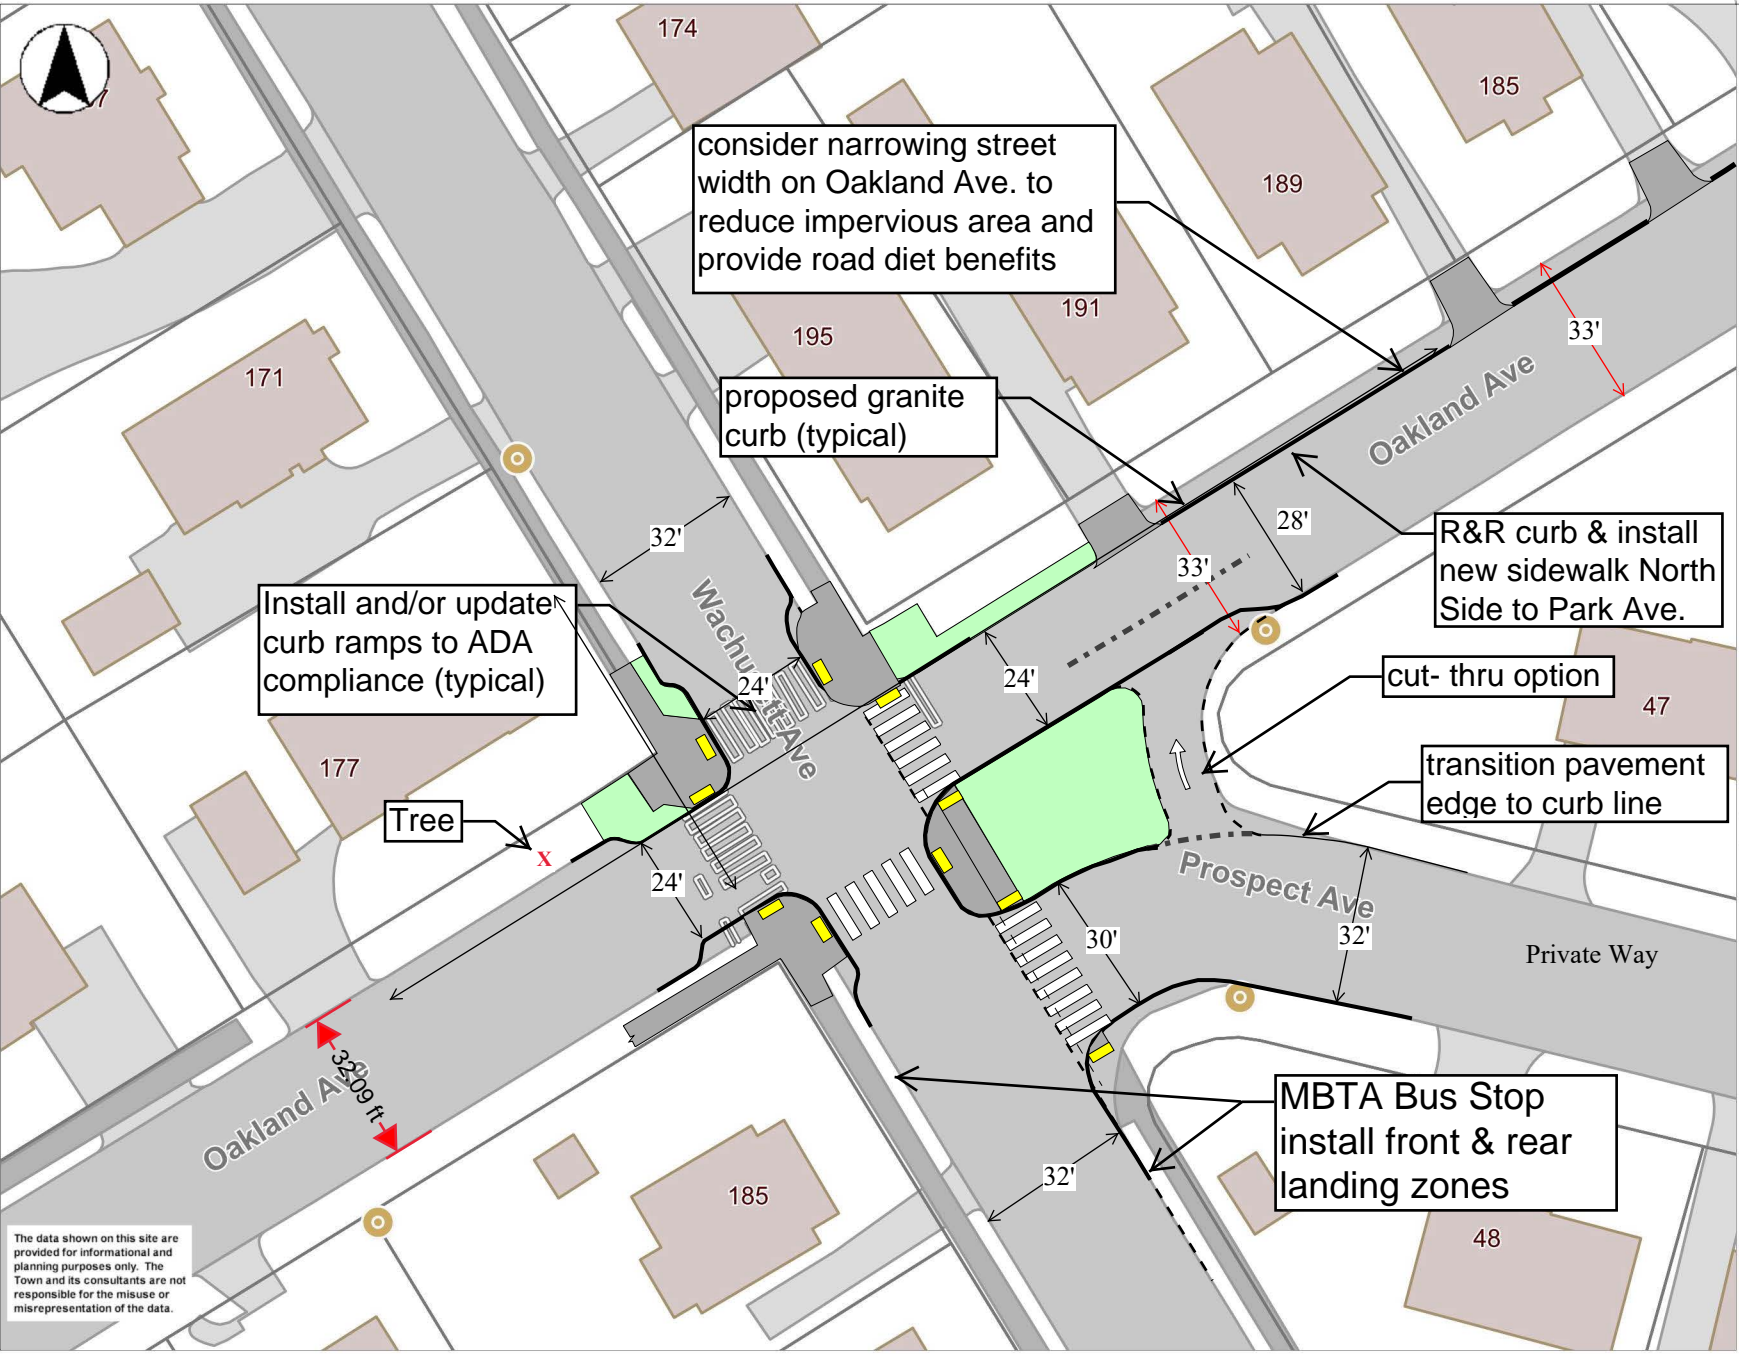 174
185
189
consider narrowing street
width on Oakland Ave. to
reduce impervious area and
provide road diet benefits
191
195
33'
171
Oakland Ave
proposed granite
curb (typical)
28'
R&R curb & install
new sidewalk North
Side to Park Ave.
32'
33'
Wachusett Ave
Install and/or update
curb ramps to ADA
compliance (typical)
24'
24'
cut- thru option
47
177
transition pavement
edge to curb line
Tree
X
24'
Prospect Ave
30'
32'
Private Way
32.09 ft
Oakland Ave
MBTA Bus Stop
install front & rear
landing zones
32'
185
48
The data shown on this site are
provided for informational and
planning purposes only. The
Town and its consultants are not
responsible for the misuse or
misrepresentation of the data.